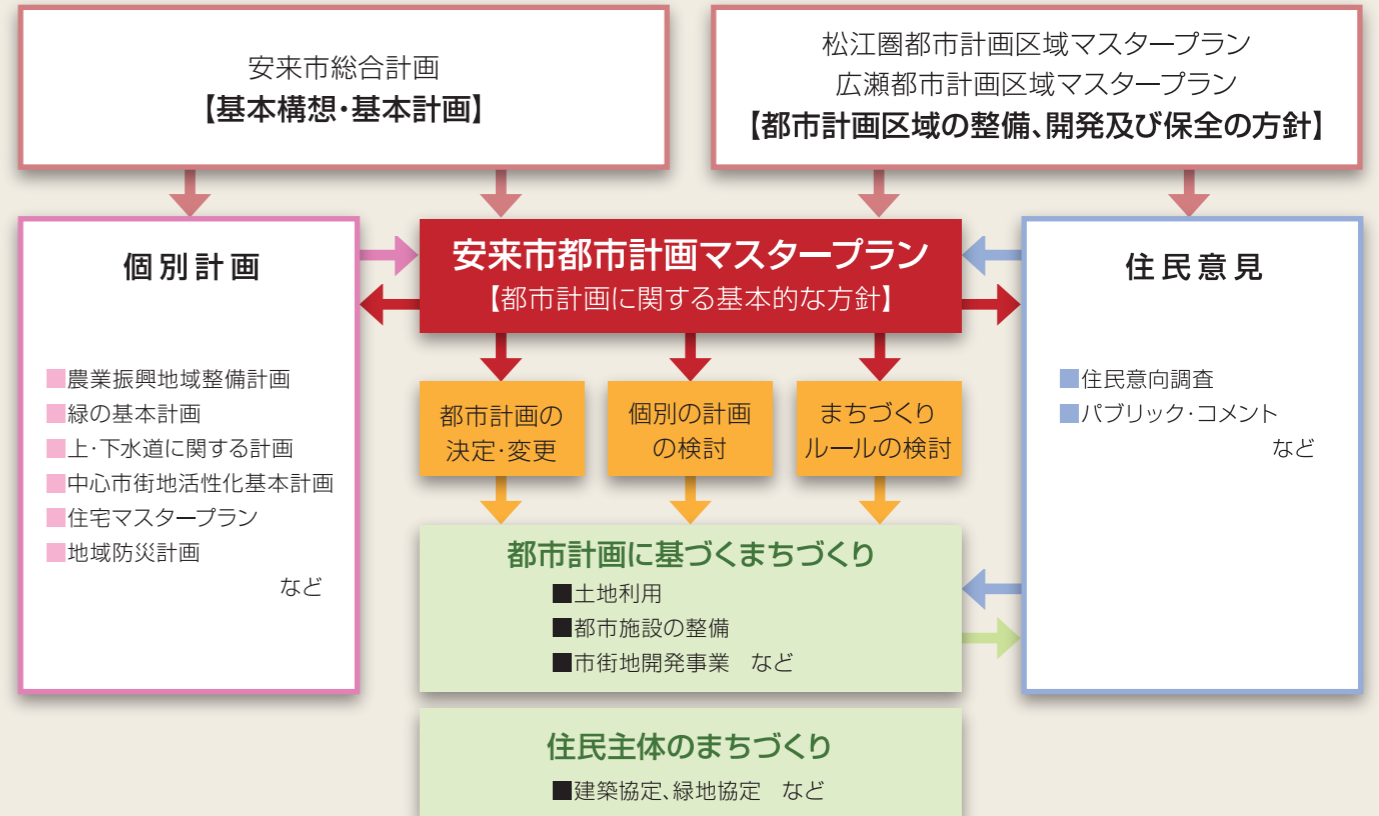 安来市総合計画
【基本構想・基本計画】
松江圏都市計画区域マスタープラン
広瀬都市計画区域マスタープラン
【都市計画区域の整備、開発及び保全の方針】
個別計画
■農業振興地域整備計画
■緑の基本計画
■上・下水道に関する計画
■中心市街地活性化基本計画
■住宅マスタープラン
■地域防災計画
など
安来市都市計画マスタープラン
【都市計画に関する基本的な方針】
都市計画の
決定・変更
個別の計画
の検討
まちづくり
ルールの検討
都市計画に基づくまちづくり
■土地利用
■都市施設の整備
■市街地開発事業　など
住民主体のまちづくり
■建築協定、緑地協定　など
住民意見
■住民意向調査
■パブリック・コメント
など